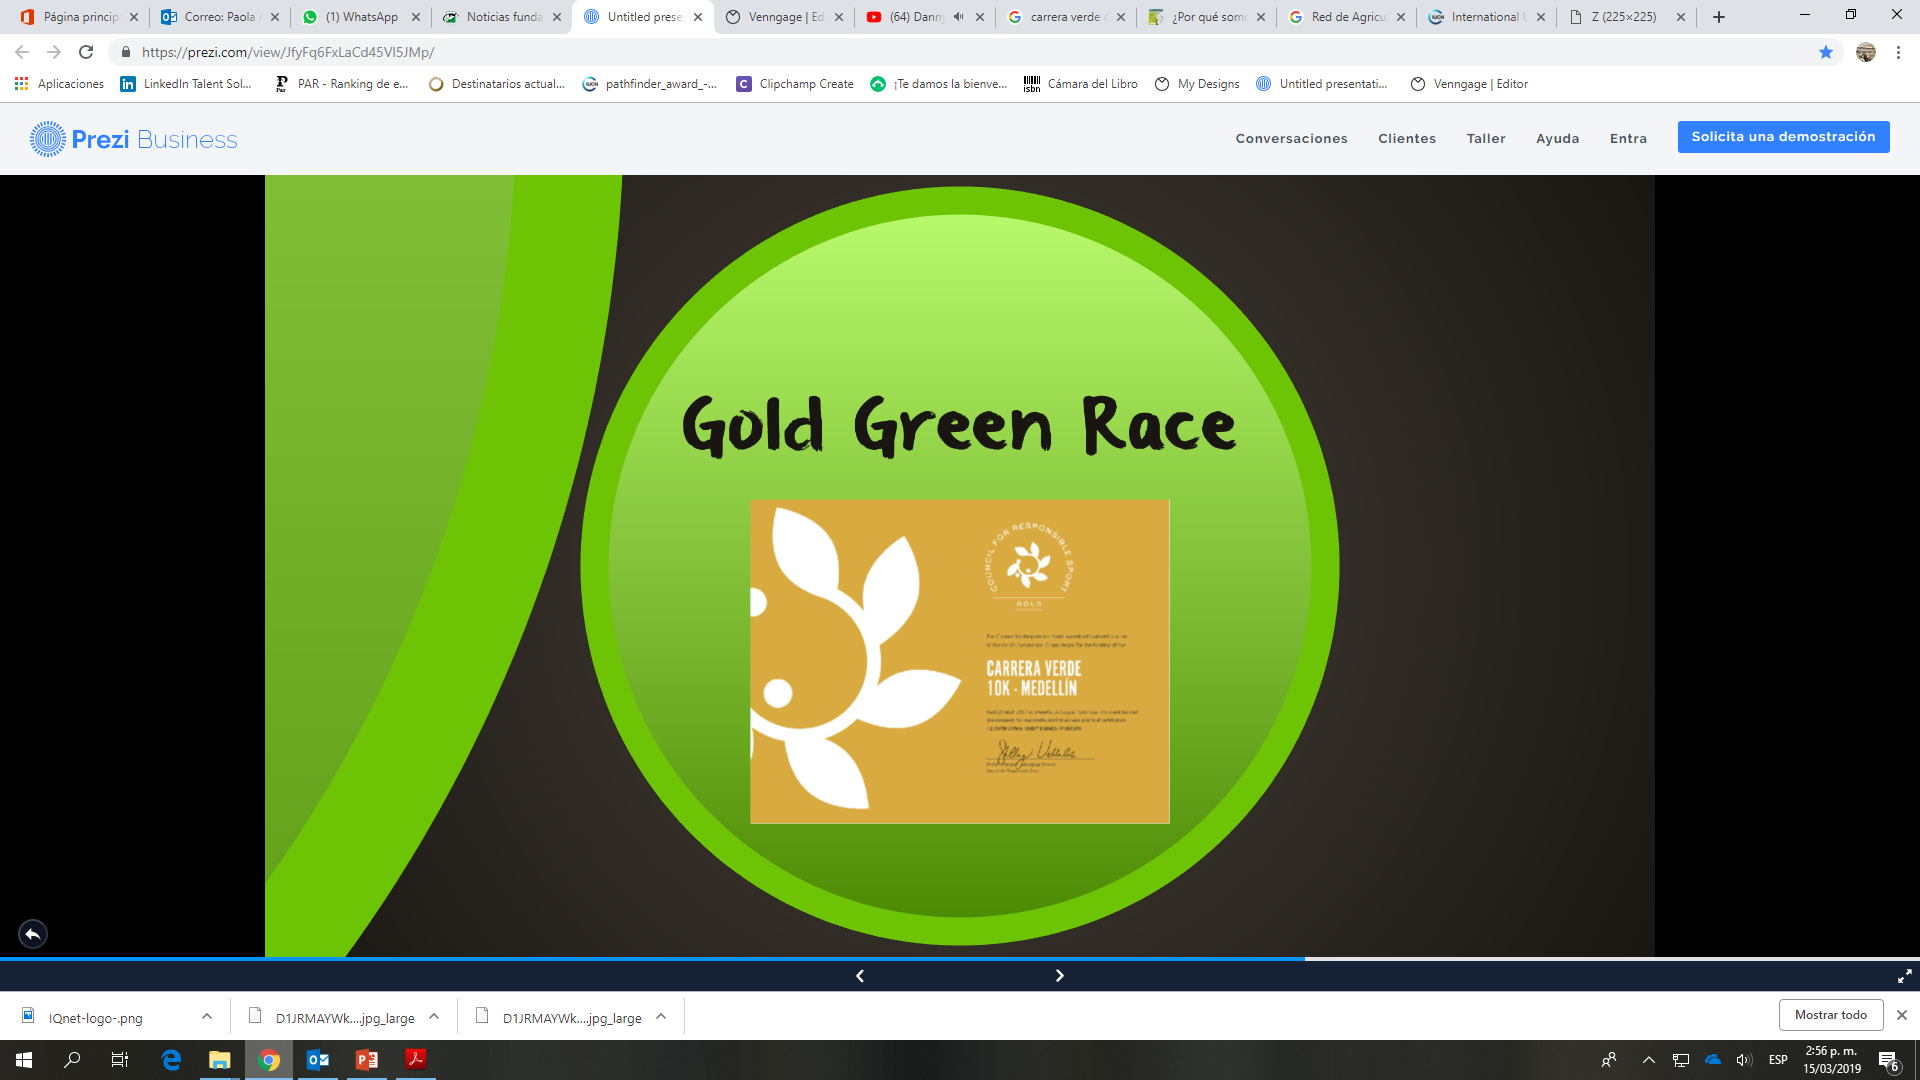 Página princip
Correo: Paola
(1) WhatsApp
Noticias funda
Untitled prese
Venngage | Ed
(64) Danny
carrera verde
¿Por qué somo
Red de Agricul
International
Z (225×225)
https://prezi.com/view/JfyFq6FxLaCd45VI5JMp/
Aplicaciones
LinkedIn Talent Sol...
PAR - Ranking de e...
Destinatarios actual...
pathfinder_award_-...
Clipchamp Create
¡Te damos la bienve...
Cámara del Libro
My Designs
Untitled presentati...
Venngage | Editor
Prezi Business
Conversaciones
Clientes
Taller
Ayuda
Entra
Solicita una demostración
Gold Green Race
COUNCIL FOR RESPONSIBLE SPORT
GOLD
CARRERA VERDE
10K - MEDELLÍN
IQnet-logo-.png
D1JRMAYWk....jpg_large
D1JRMAYWk....jpg_large
Mostrar todo
ESP
2:56 p. m.
15/03/2019
6